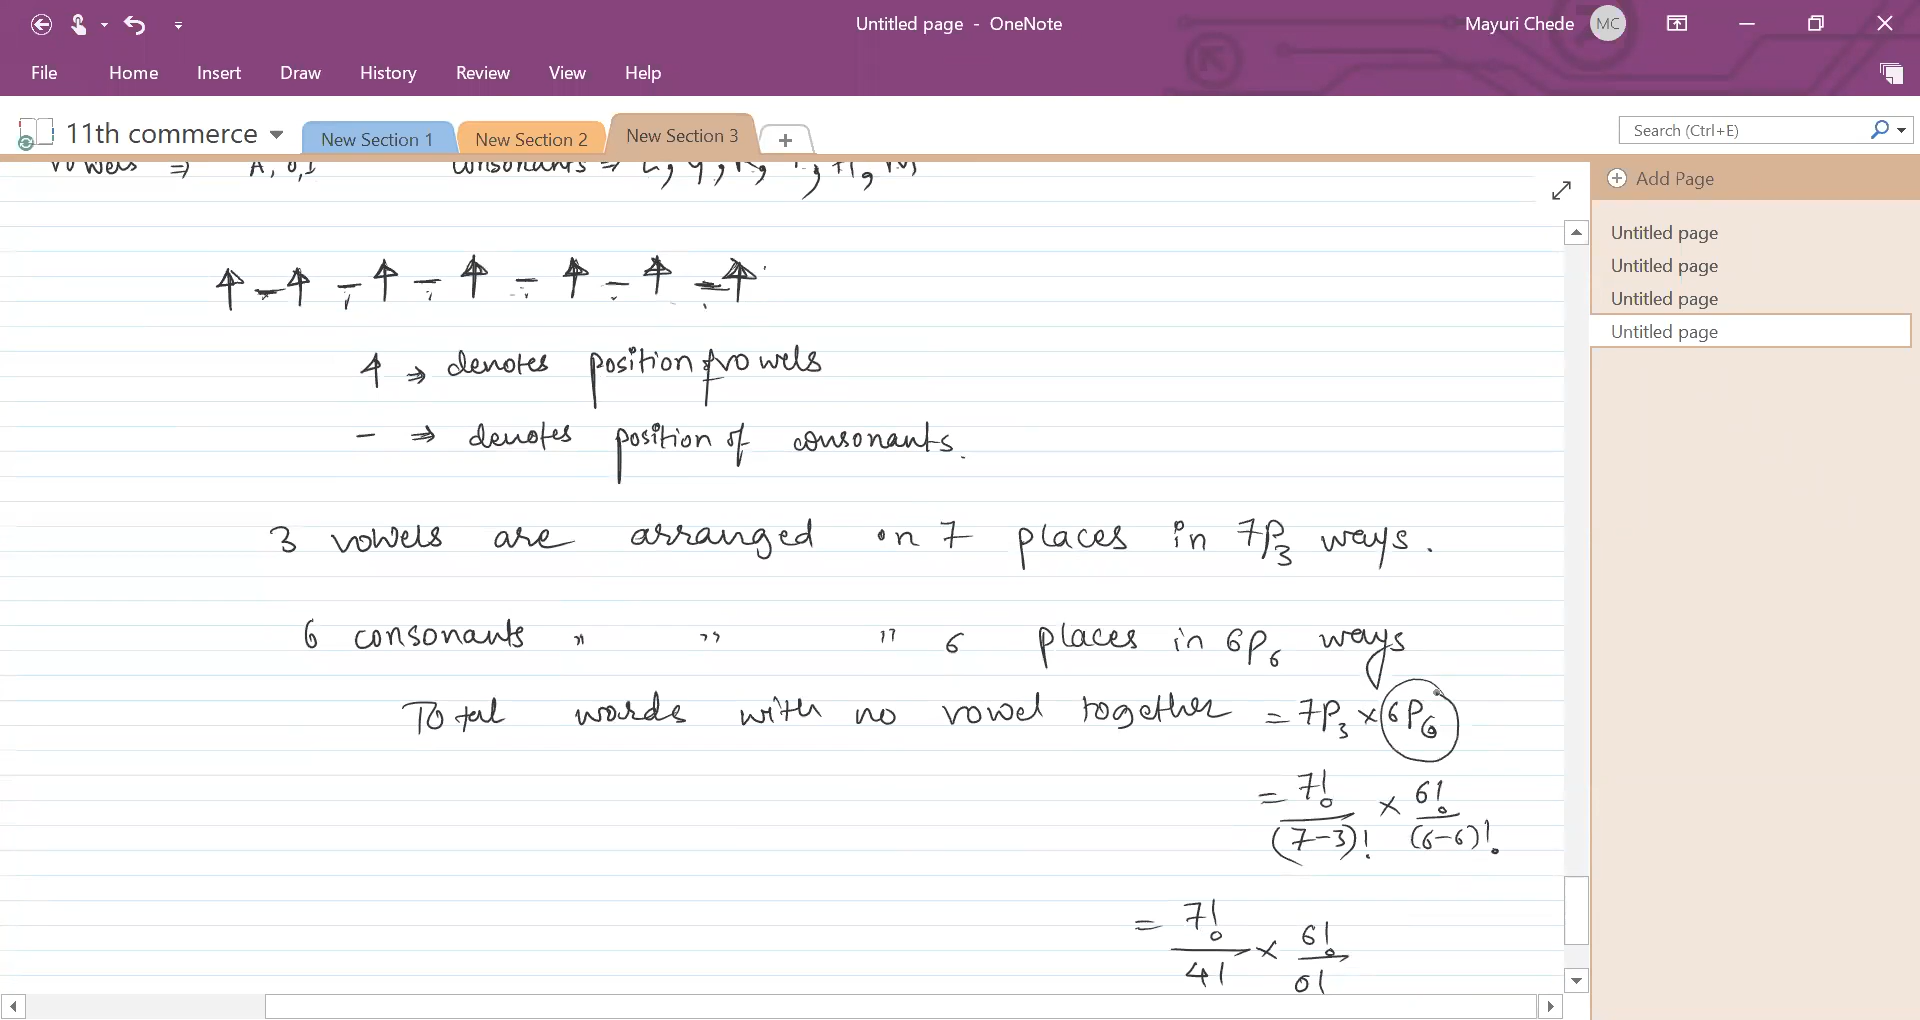 Untitled page - OneNote
Mayuri Chede MC
File Home Insert Draw History Review View Help
11th commerce New Section 1 New Section 2 New Section 3 +
Search (Ctrl+E)
Add Page
Untitled page
Untitled page
Untitled page
Untitled page
vowels ⇒ A, O, I consonants ⇒
↑ - ↑ - ↑ - ↑ - ↑ - ↑ - ↑
↑ ⇒ denotes position of vowels
- ⇒ denotes position of consonants.
3 vowels are arranged on 7 places in 7P₃ ways.
6 consonants " " " 6 places in 6P₆ ways
Total words with no vowel together = 7P₃ × 6P₆
= 7!/(7-3)! × 6!/(6-6)!
= 7!/4! × 6!/0!